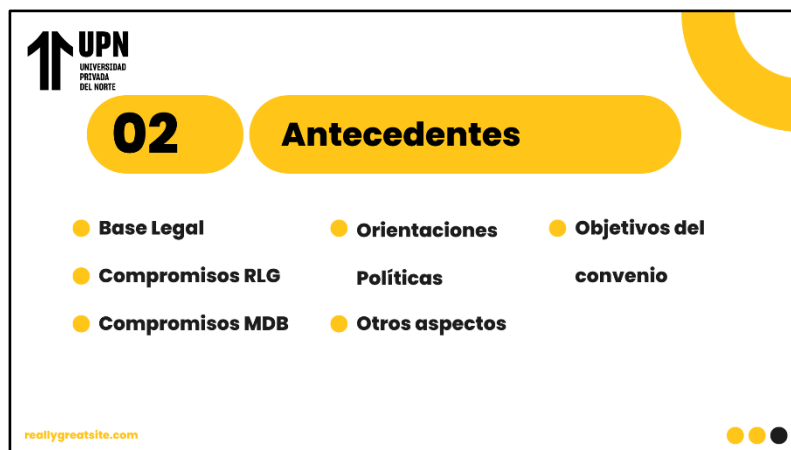 UPN
UNIVERSIDAD
PRIVADA
DEL NORTE
02
Antecedentes
Base Legal
Compromisos RLG
Compromisos MDB
Orientaciones
Políticas
Otros aspectos
Objetivos del
convenio
reallygreatsite.com